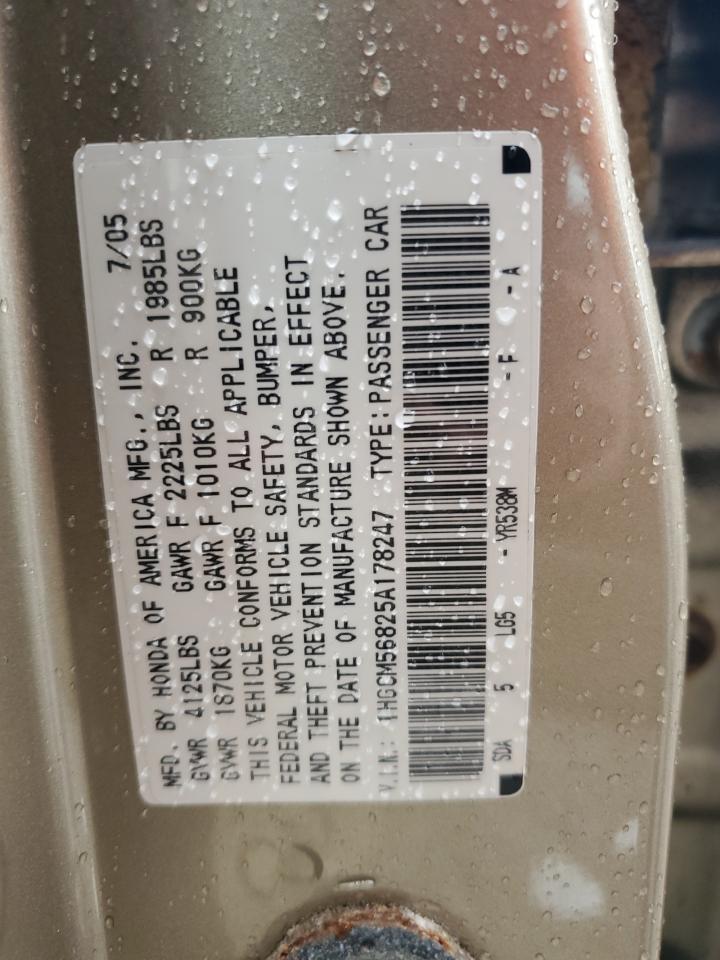 MFD. BY HONDA OF AMERICA MFG., INC. 7/05
GVWR 4125LBS GAWR F 2225LBS R 1985LBS
GVWR 1870KG GAWR F 1010KG R 900KG
THIS VEHICLE CONFORMS TO ALL APPLICABLE
FEDERAL MOTOR VEHICLE SAFETY, BUMPER,
AND THEFT PREVENTION STANDARDS IN EFFECT
ON THE DATE OF MANUFACTURE SHOWN ABOVE.
V.I.N.: 1HGCM56825A178247 TYPE:PASSENGER CAR
SDA 5 LG5 - YR538M - F - A